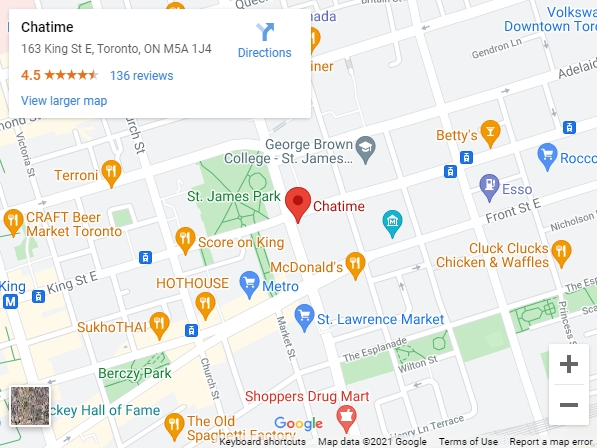 Chatime
163 King St E, Toronto, ON M5A 1J4
4.5
136 reviews
View larger map
Directions
Volkswa
Downtown Toro
Gendron Ln
Adelai
nada
iner
Victoria St
Church St
George Brown
College - St. James...
Betty's
Rocco
Terroni
St. James Park
Chatime
Esso
Front St E
Nicholson
CRAFT Beer
Market Toronto
Score on King
McDonald's
Cluck Clucks
Chicken & Waffles
King
M
King St E
HOTHOUSE
Metro
The Es
SukhoTHAI
St. Lawrence Market
Market St.
Princess S
The Esplanade
Wilton St
Berczy Park
Church St
Shoppers Drug Mart
ckey Hall of Fame
The Old
Spaghetti Factory
Google
Henry Ln Terrace
Keyboard shortcuts
Map data ©2021 Google
Terms of Use
Report a map error